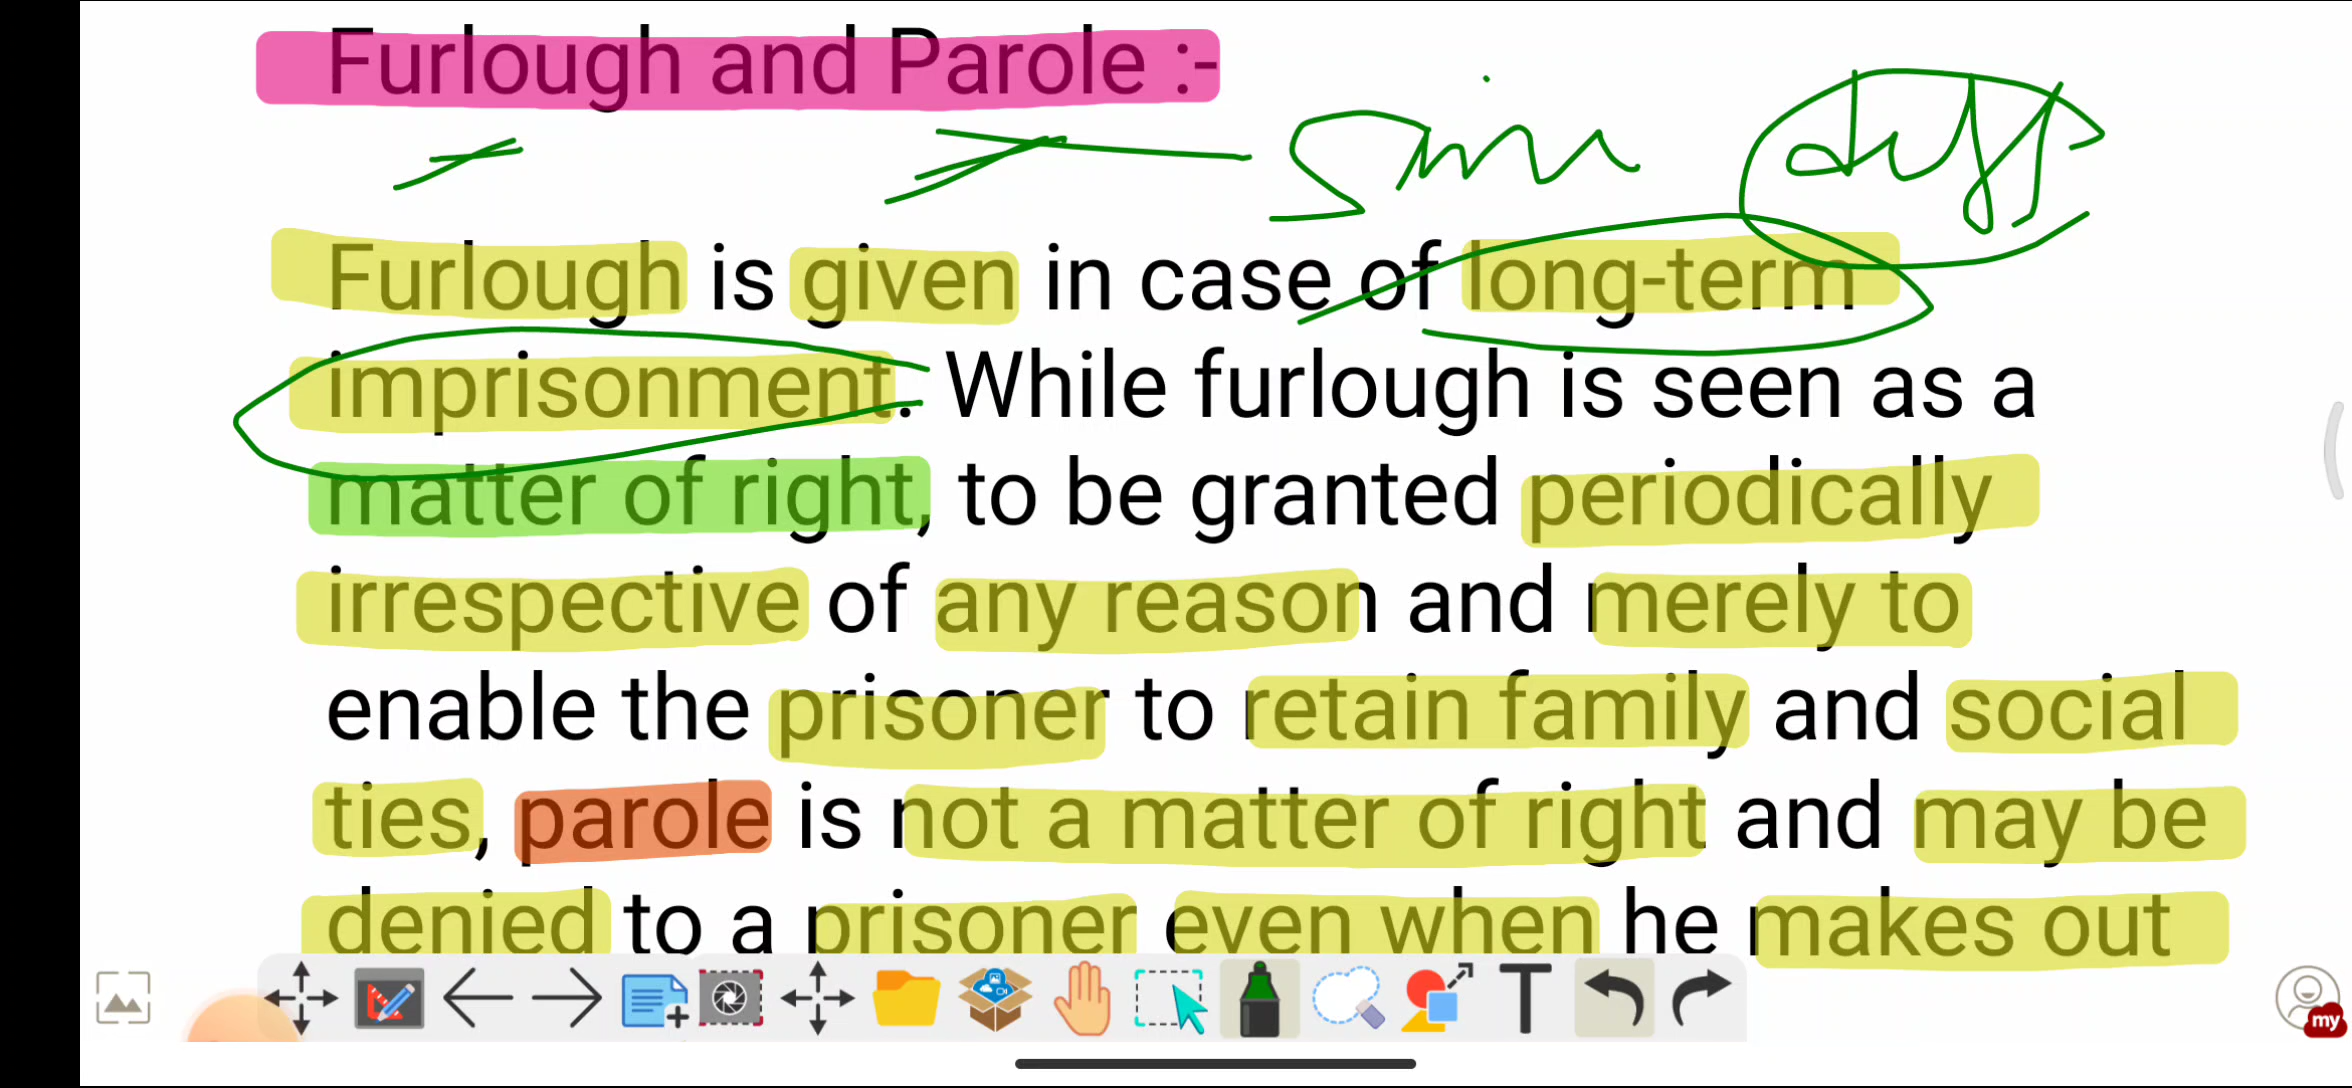 Furlough and Parole :-
Sim diff
Furlough is given in case of long-term
imprisonment. While furlough is seen as a
matter of right, to be granted periodically
irrespective of any reason and merely to
enable the prisoner to retain family and social
ties, parole is not a matter of right and may be
denied to a prisoner even when he makes out
T
my